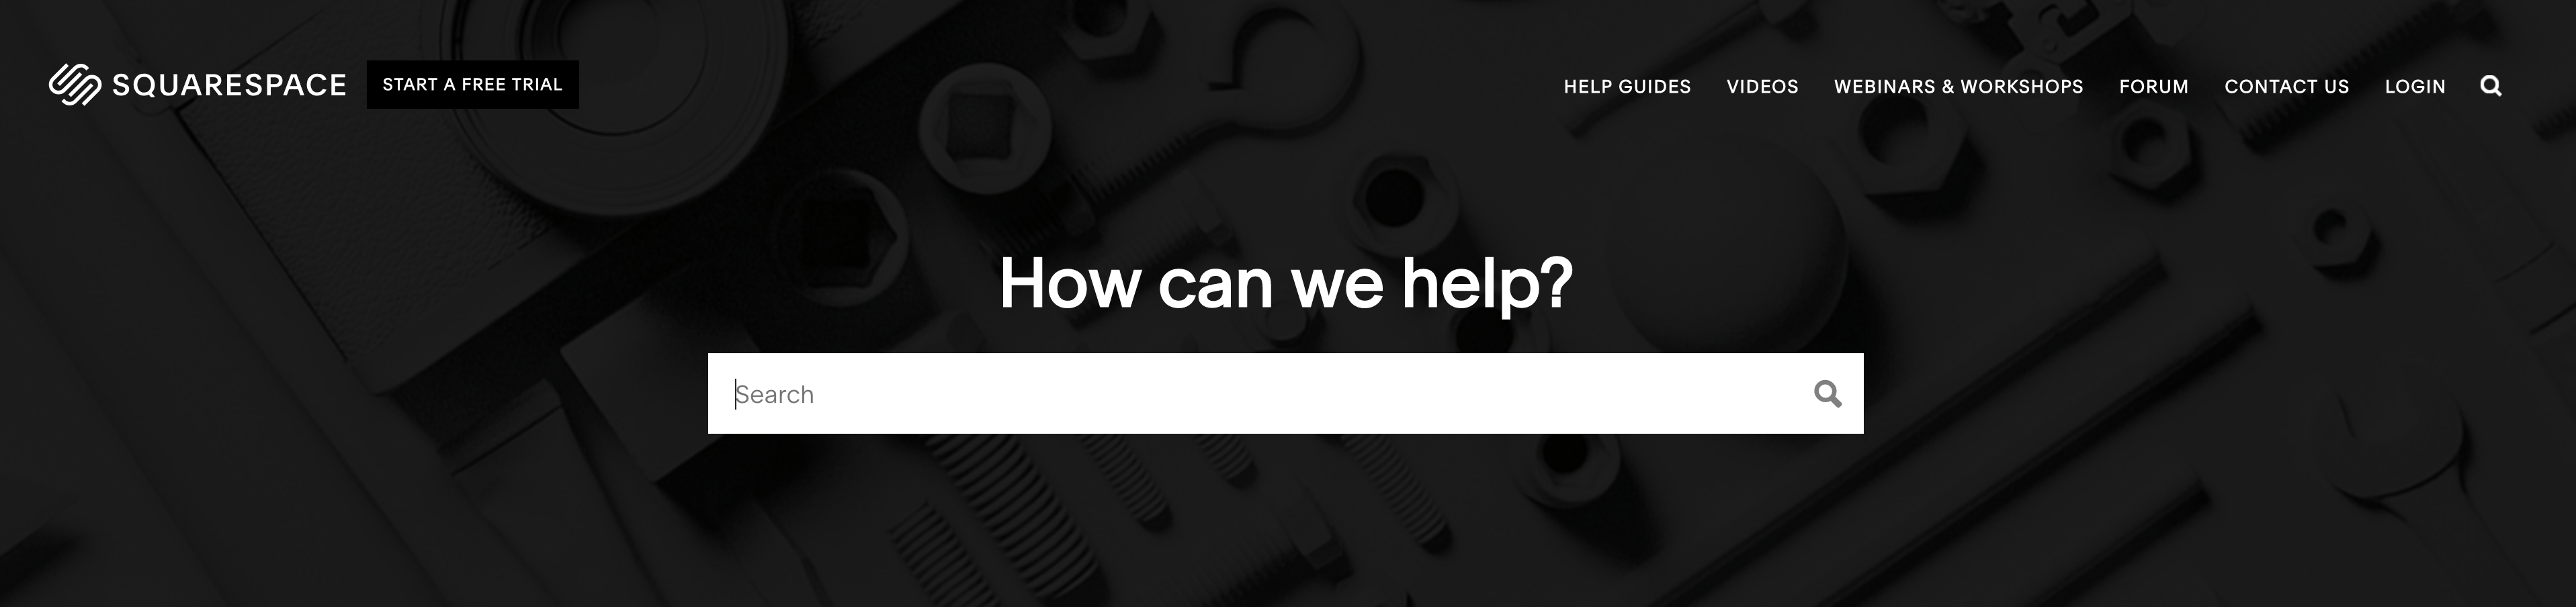 SQUARESPACE START A FREE TRIAL HELP GUIDES VIDEOS WEBINARS & WORKSHOPS FORUM CONTACT US LOGIN
How can we help?
Search